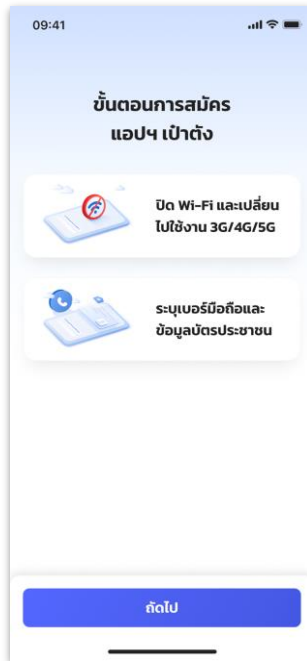 09:41
ขั้นตอนการสมัคร
แอปฯ เป๋าตัง
ปิด Wi-Fi และเปลี่ยน
ไปใช้งาน 3G/4G/5G
ระบุเบอร์มือถือและ
ข้อมูลบัตรประชาชน
ถัดไป